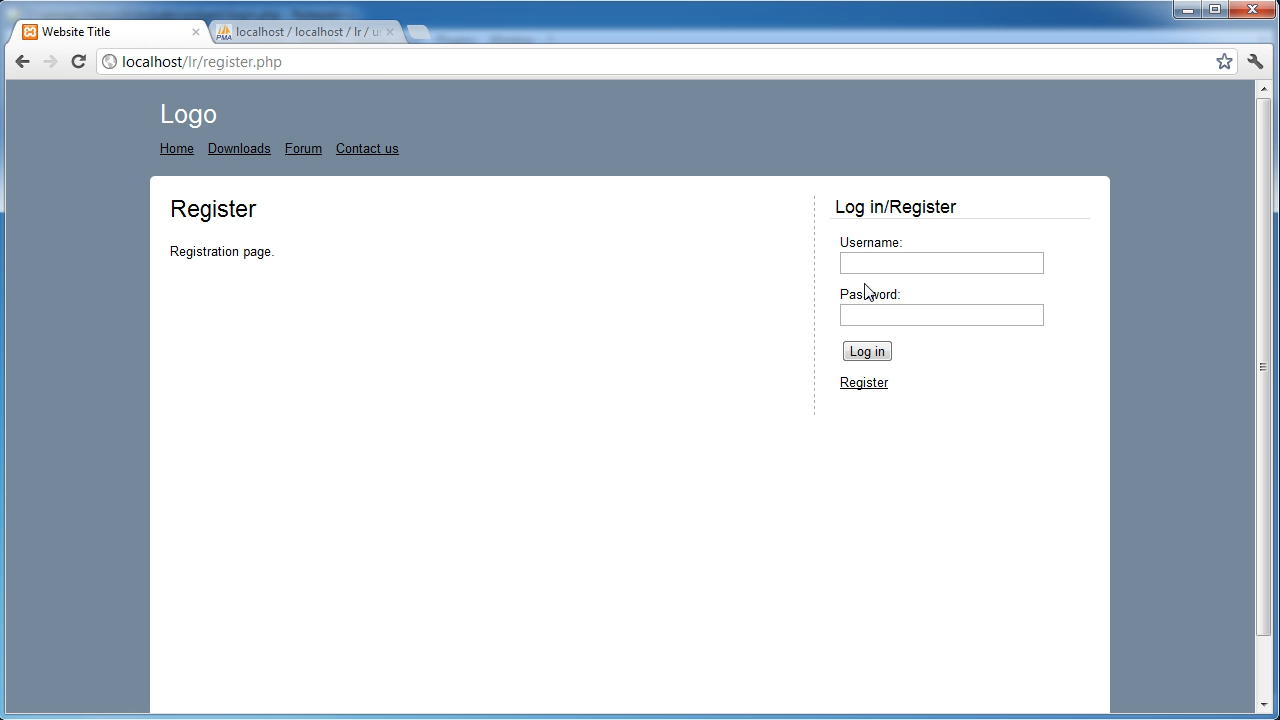 Website Title
localhost / localhost / lr / u
localhost/lr/register.php
Logo
Home Downloads Forum Contact us
Register
Registration page.
Log in/Register
Username:
Password:
Log in
Register